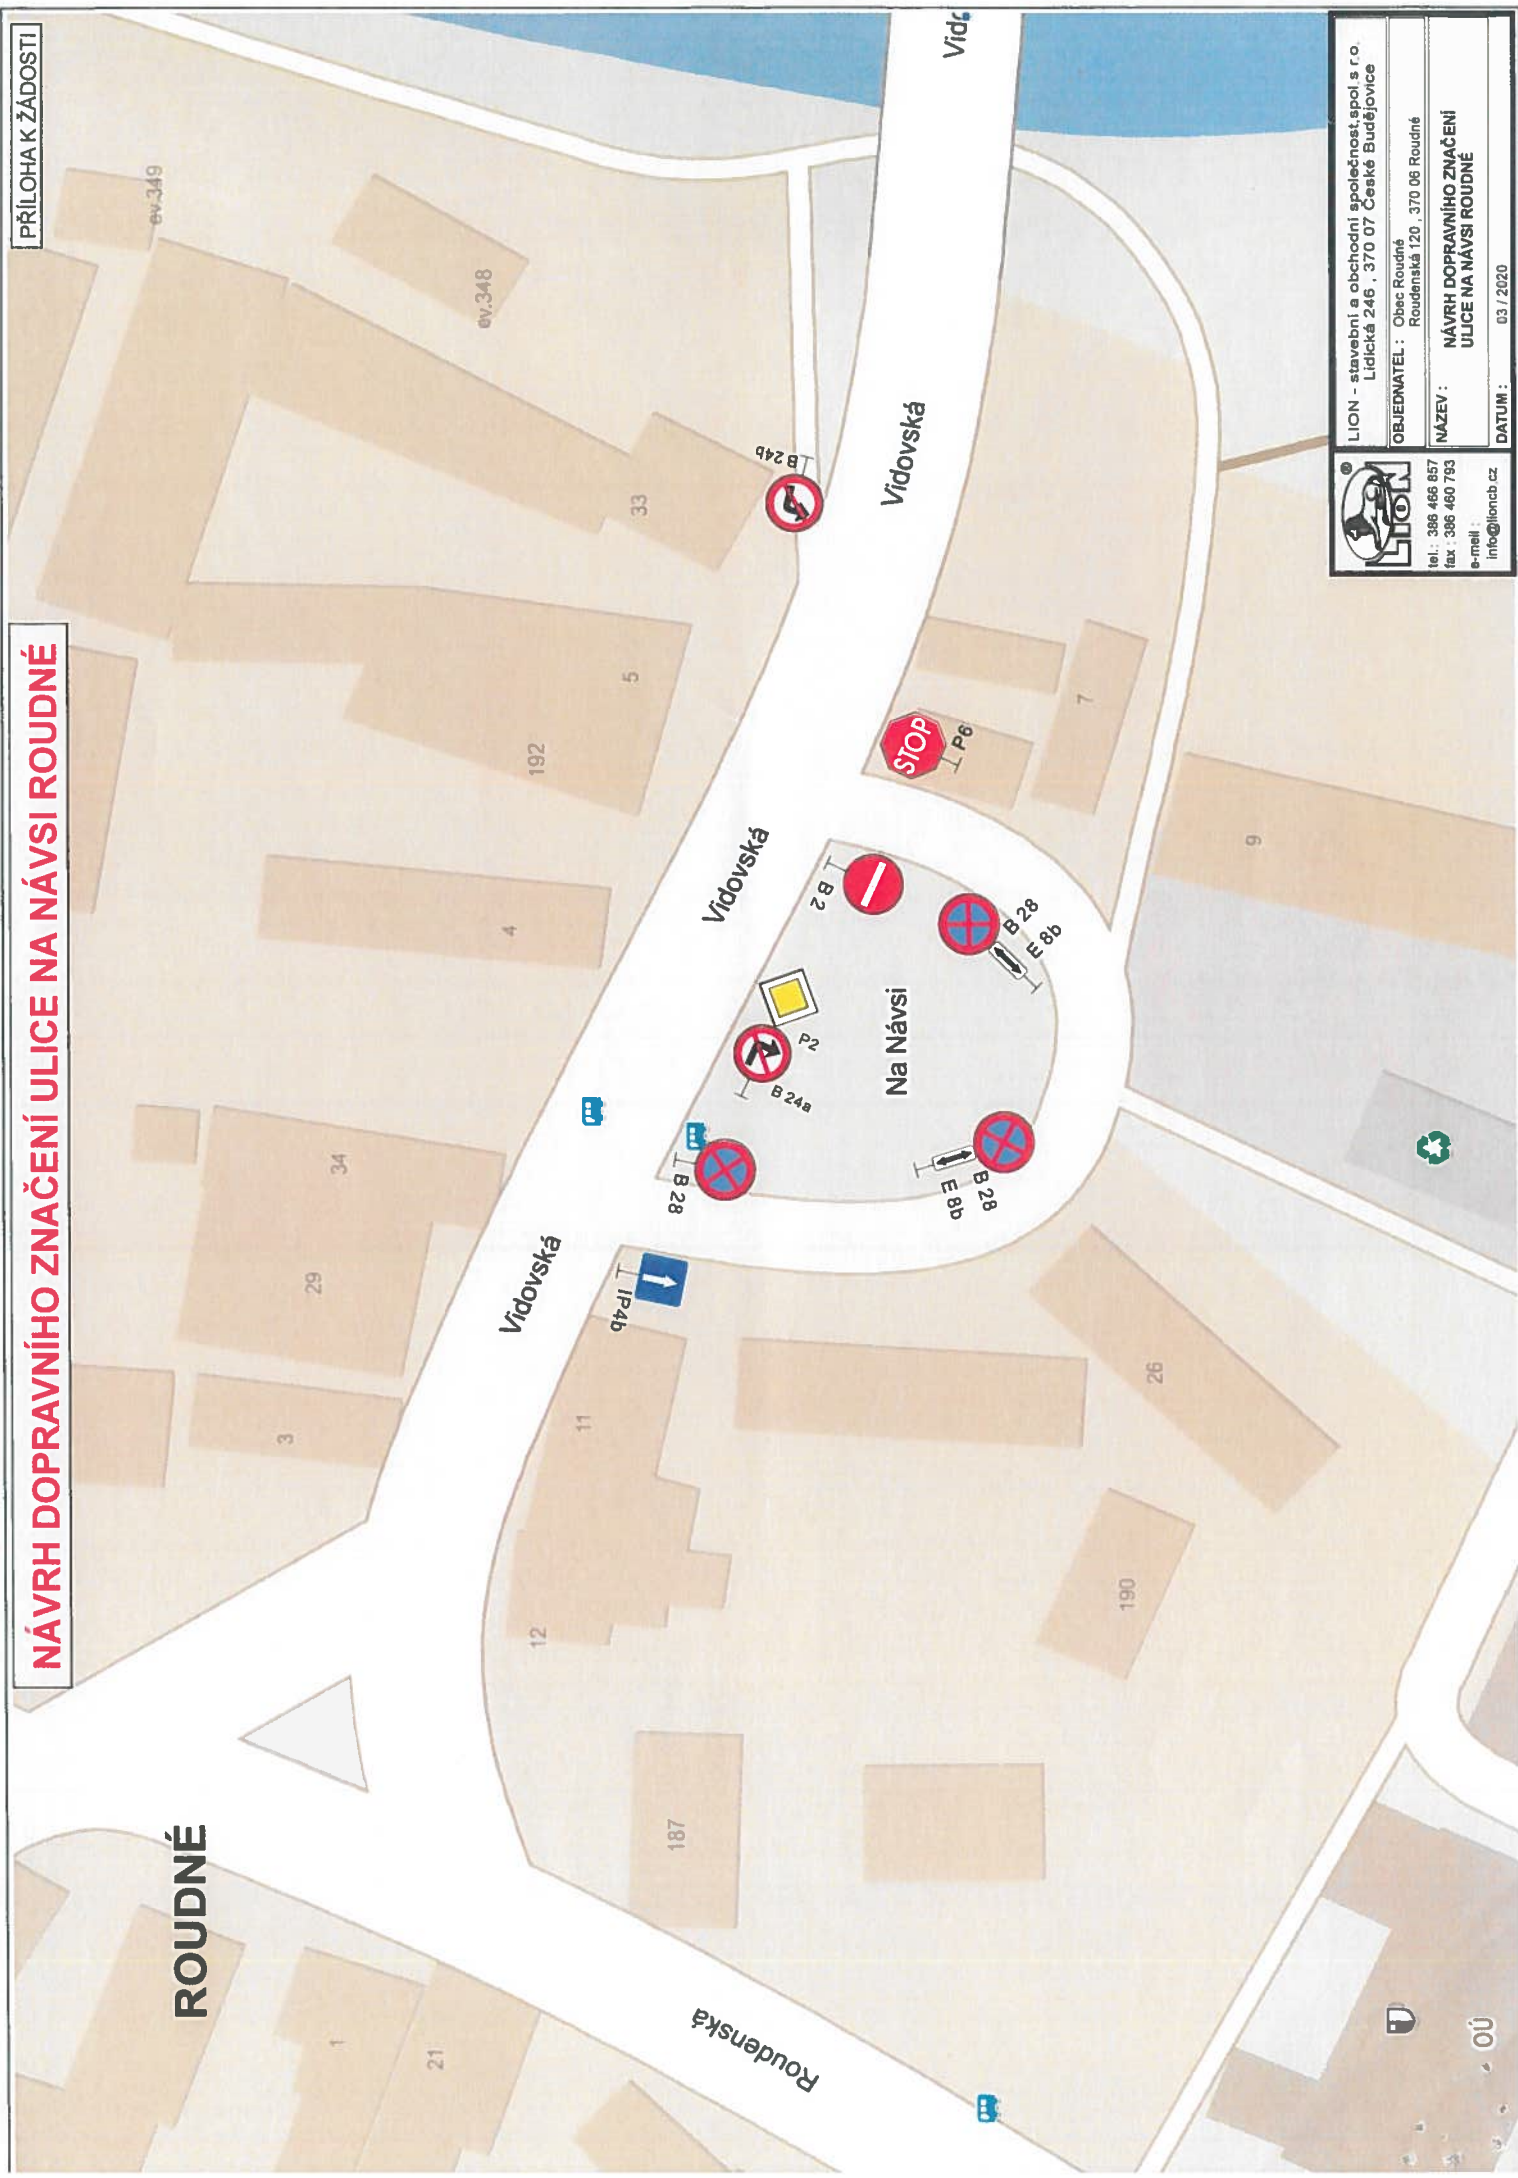 PŘÍLOHA K ŽÁDOSTI
NÁVRH DOPRAVNÍHO ZNAČENÍ ULICE NA NÁVSI ROUDNÉ
ROUDNÉ
ev.349
ev.348
33
5
192
4
34
29
3
11
12
187
1
21
190
26
9
7
Vidovská
Vidovská
Vidovská
Roudenská
Na Návsi
B 24b
STOP
P6
B 2
B 28
E 8b
P2
B 24a
B 28
E 8b
B 28
IP4b
OÚ
LION
®
LION - stavební a obchodní společnost,spol.s r.o.
Lidická 246 , 370 07 České Budějovice
OBJEDNATEL : Obec Roudné
Roudenská 120 , 370 06 Roudné
tel.: 386 466 857
fax : 386 460 793
e-mail :
info@lioncb.cz
NÁZEV : NÁVRH DOPRAVNÍHO ZNAČENÍ
ULICE NA NÁVSI ROUDNÉ
DATUM : 03 / 2020